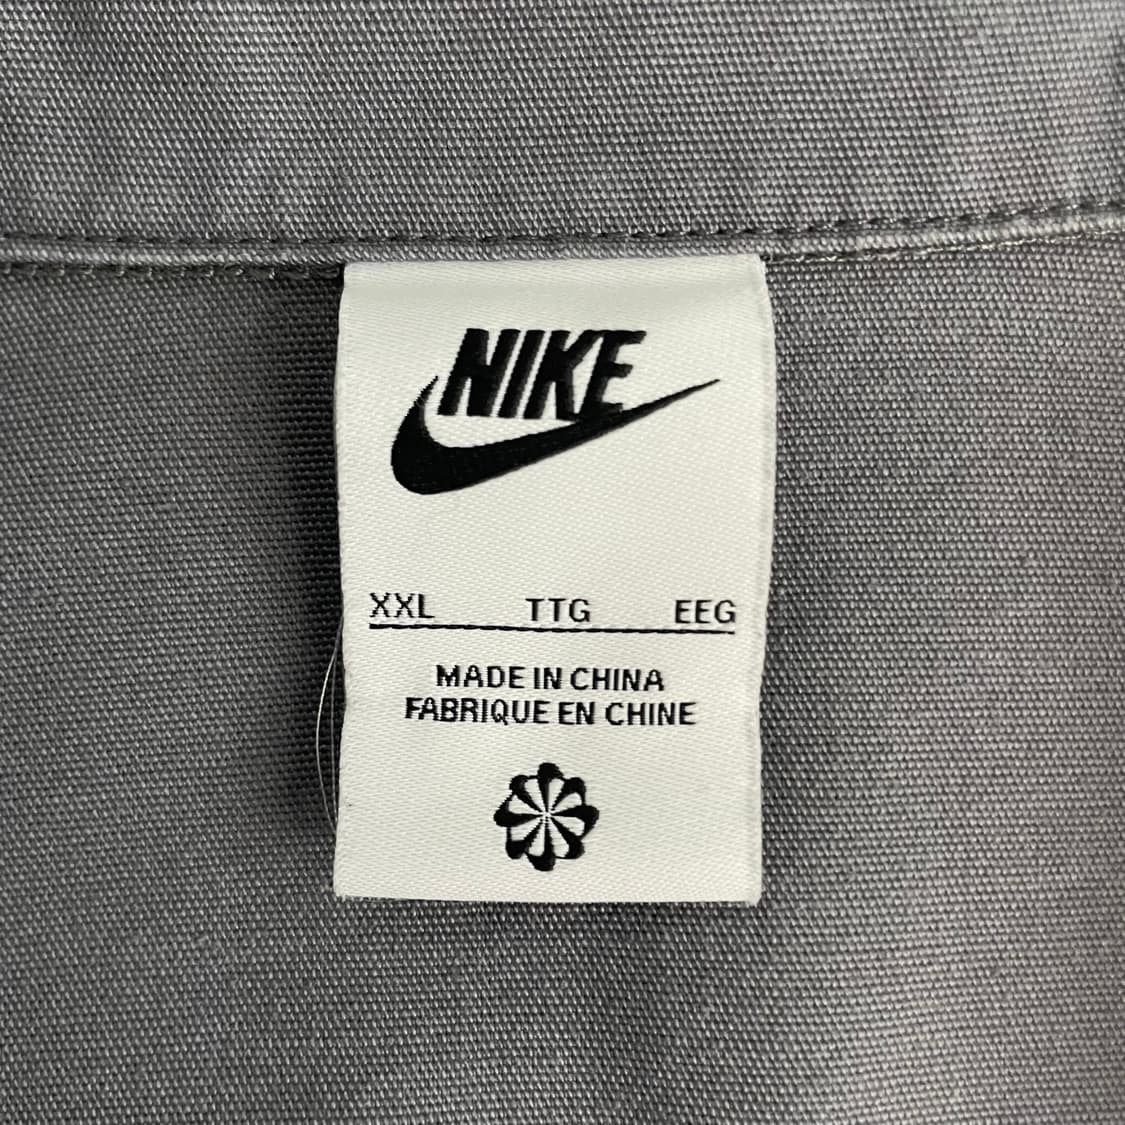 NIKE
XXL TTG EEG
MADE IN CHINA
FABRIQUE EN CHINE